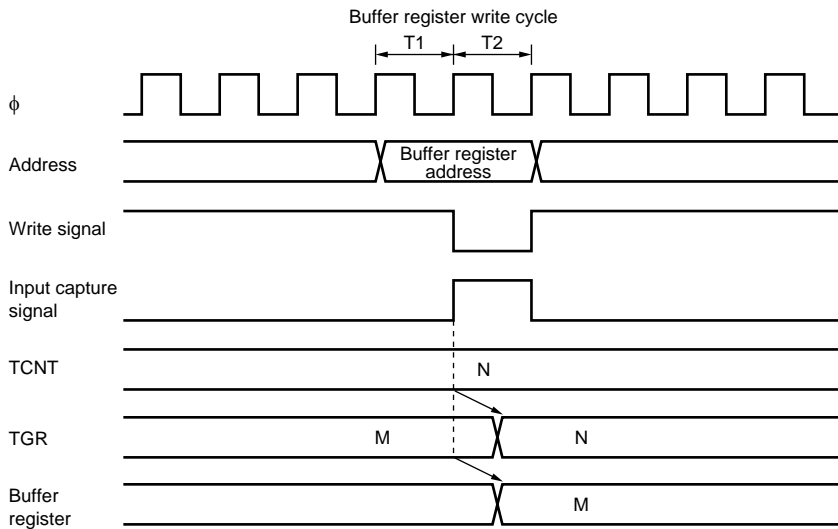 Buffer register write cycle
T1 T2
ϕ
Address
Buffer register
address
Write signal
Input capture
signal
TCNT
N
TGR
M N
Buffer
register
M